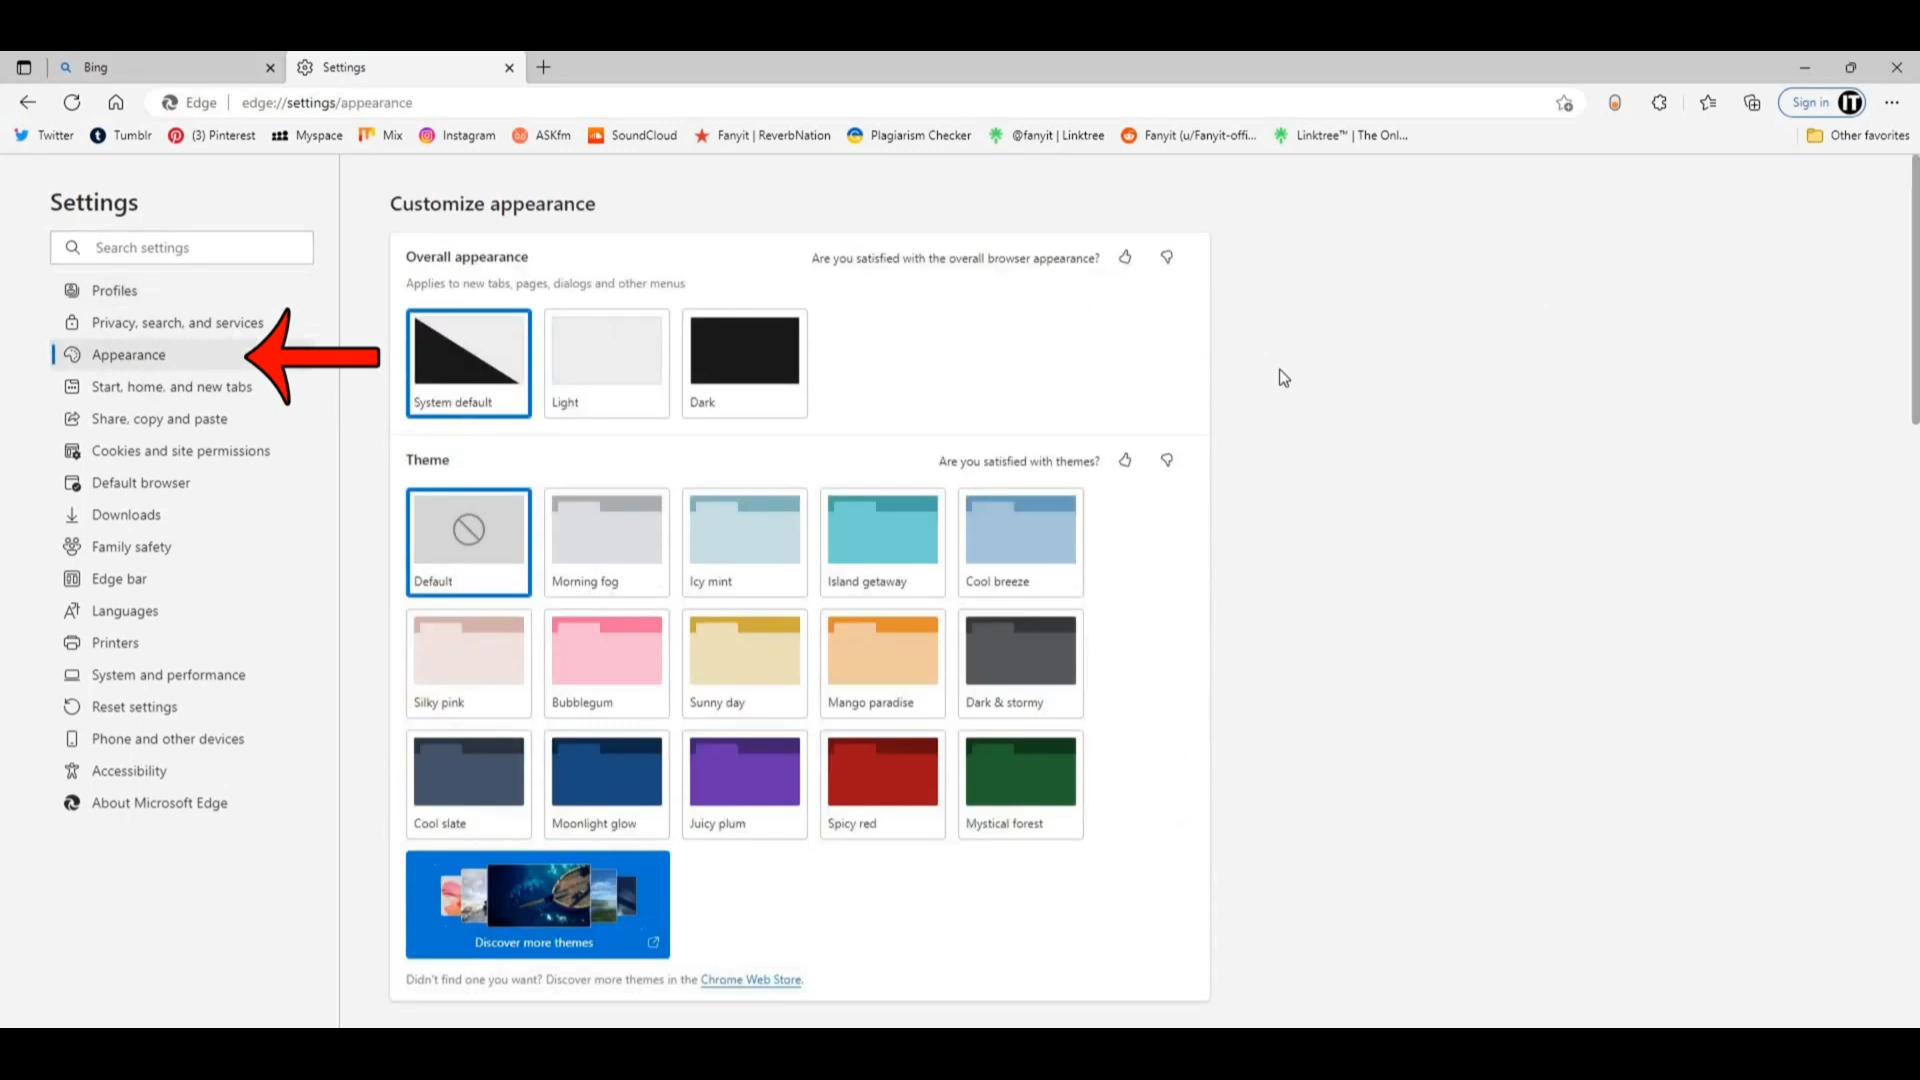 Bing
Settings
Edge
edge://settings/appearance
Sign in
IT
Twitter
Tumblr
(3) Pinterest
Myspace
Mix
Instagram
ASKfm
SoundCloud
Fanyit | ReverbNation
Plagiarism Checker
@fanyit | Linktree
Fanyit (u/Fanyit-offi...
Linktree™ | The Onl...
Other favorites
Settings
Search settings
Profiles
Privacy, search, and services
Appearance
Start, home, and new tabs
Share, copy and paste
Cookies and site permissions
Default browser
Downloads
Family safety
Edge bar
Languages
Printers
System and performance
Reset settings
Phone and other devices
Accessibility
About Microsoft Edge
Customize appearance
Overall appearance
Are you satisfied with the overall browser appearance?
Applies to new tabs, pages, dialogs and other menus
System default
Light
Dark
Theme
Are you satisfied with themes?
Default
Morning fog
Icy mint
Island getaway
Cool breeze
Silky pink
Bubblegum
Sunny day
Mango paradise
Dark & stormy
Cool slate
Moonlight glow
Juicy plum
Spicy red
Mystical forest
Discover more themes
Didn't find one you want? Discover more themes in the Chrome Web Store.